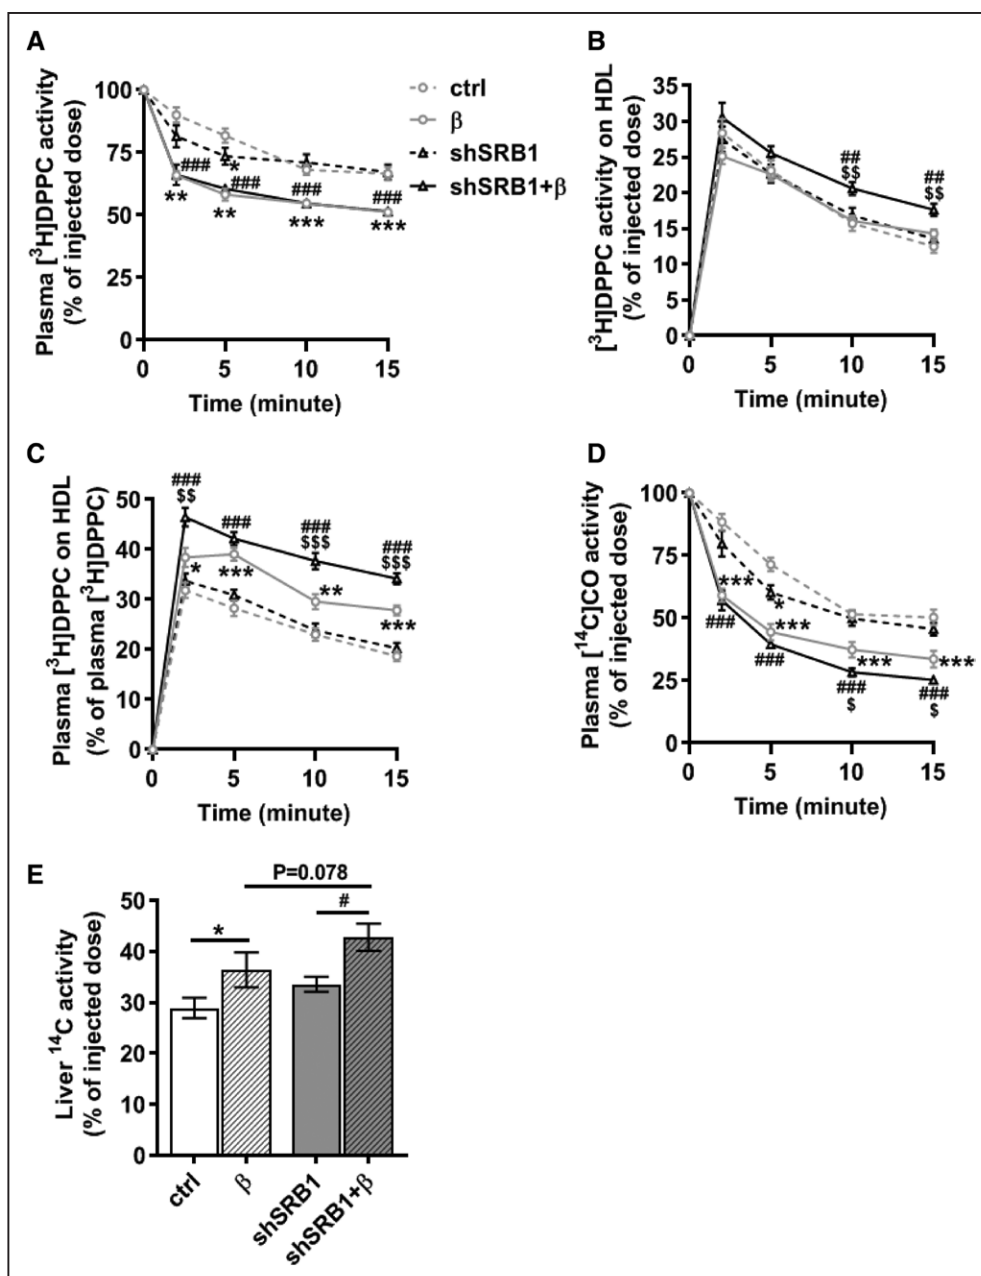 A
Plasma [³H]DPPC activity
(% of injected dose)
100
75
50
25
0
###
###
###
###
*
**
**
***
***
0 5 10 15
Time (minute)
ctrl
β
shSRB1
shSRB1+β
B
[³H]DPPC activity on HDL
(% of injected dose)
35
30
25
20
15
10
5
0
##
$$
##
$$
0 5 10 15
Time (minute)
C
Plasma [³H]DPPC on HDL
(% of plasma [³H]DPPC)
50
40
30
20
10
0
###
$$
###
###
$$$
###
$$$
*
***
**
***
0 5 10 15
Time (minute)
D
Plasma [¹⁴C]CO activity
(% of injected dose)
100
75
50
25
0
***
*
***
***
***
###
###
###
$
###
$
0 5 10 15
Time (minute)
E
Liver ¹⁴C activity
(% of injected dose)
50
40
30
20
10
0
P=0.078
*
#
ctrl
β
shSRB1
shSRB1+β